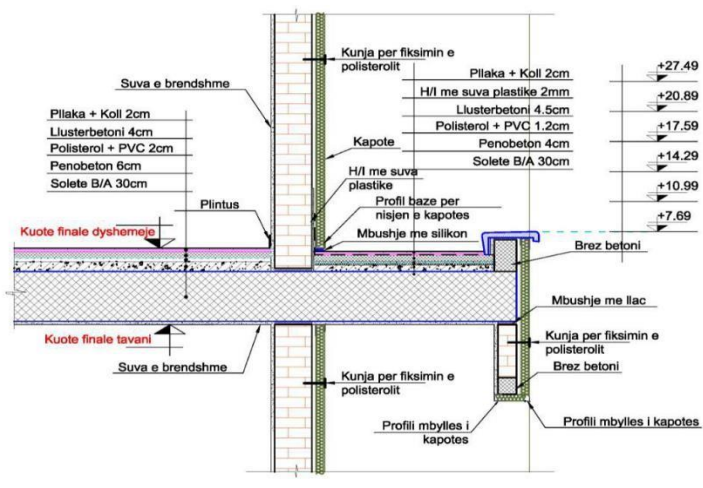 Kunja per fiksimin e
polisterolit
Suva e brendshme
Pllaka + Koll 2cm
Llusterbetoni 4cm
Polisterol + PVC 2cm
Penobeton 6cm
Solete B/A 30cm
Plintus
Kuote finale dyshemeje
Kapote
H/I me suva
plastike
Profil baze per
nisjen e kapotes
Mbushje me silikon
Pllaka + Koll 2cm
H/I me suva plastike 2mm
Llusterbetoni 4.5cm
Polisterol + PVC 1.2cm
Penobeton 4cm
Solete B/A 30cm
+27.49
+20.89
+17.59
+14.29
+10.99
+7.69
Brez betoni
Mbushje me llac
Kuote finale tavani
Suva e brendshme
Kunja per fiksimin e
polisterolit
Kunja per fiksimin e
polisterolit
Brez betoni
Profili mbylles i
kapotes
Profili mbylles i kapotes